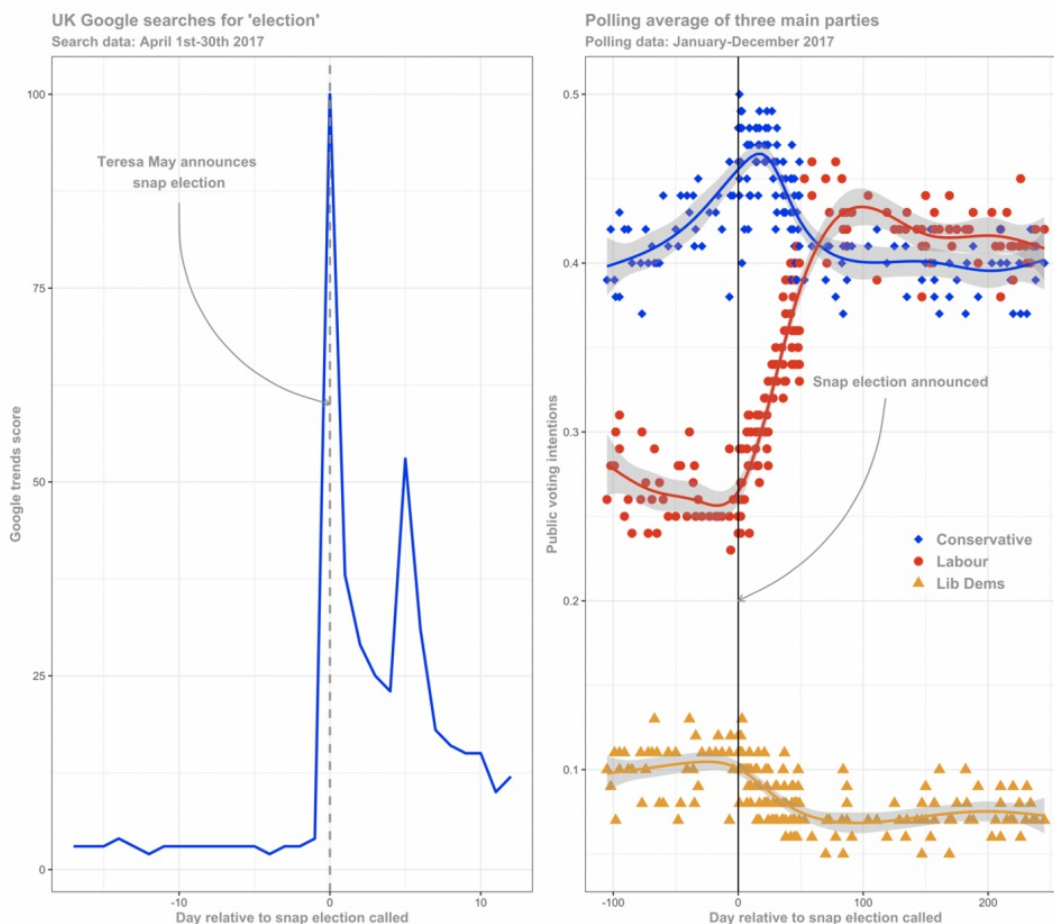 UK Google searches for 'election'
Search data: April 1st-30th 2017
Google trends score
100
75
50
25
0
Teresa May announces
snap election
-10
0
10
Day relative to snap election called
Polling average of three main parties
Polling data: January-December 2017
Public voting intentions
0.5
0.4
0.3
0.2
0.1
Snap election announced
Conservative
Labour
Lib Dems
-100
0
100
200
Day relative to snap election called